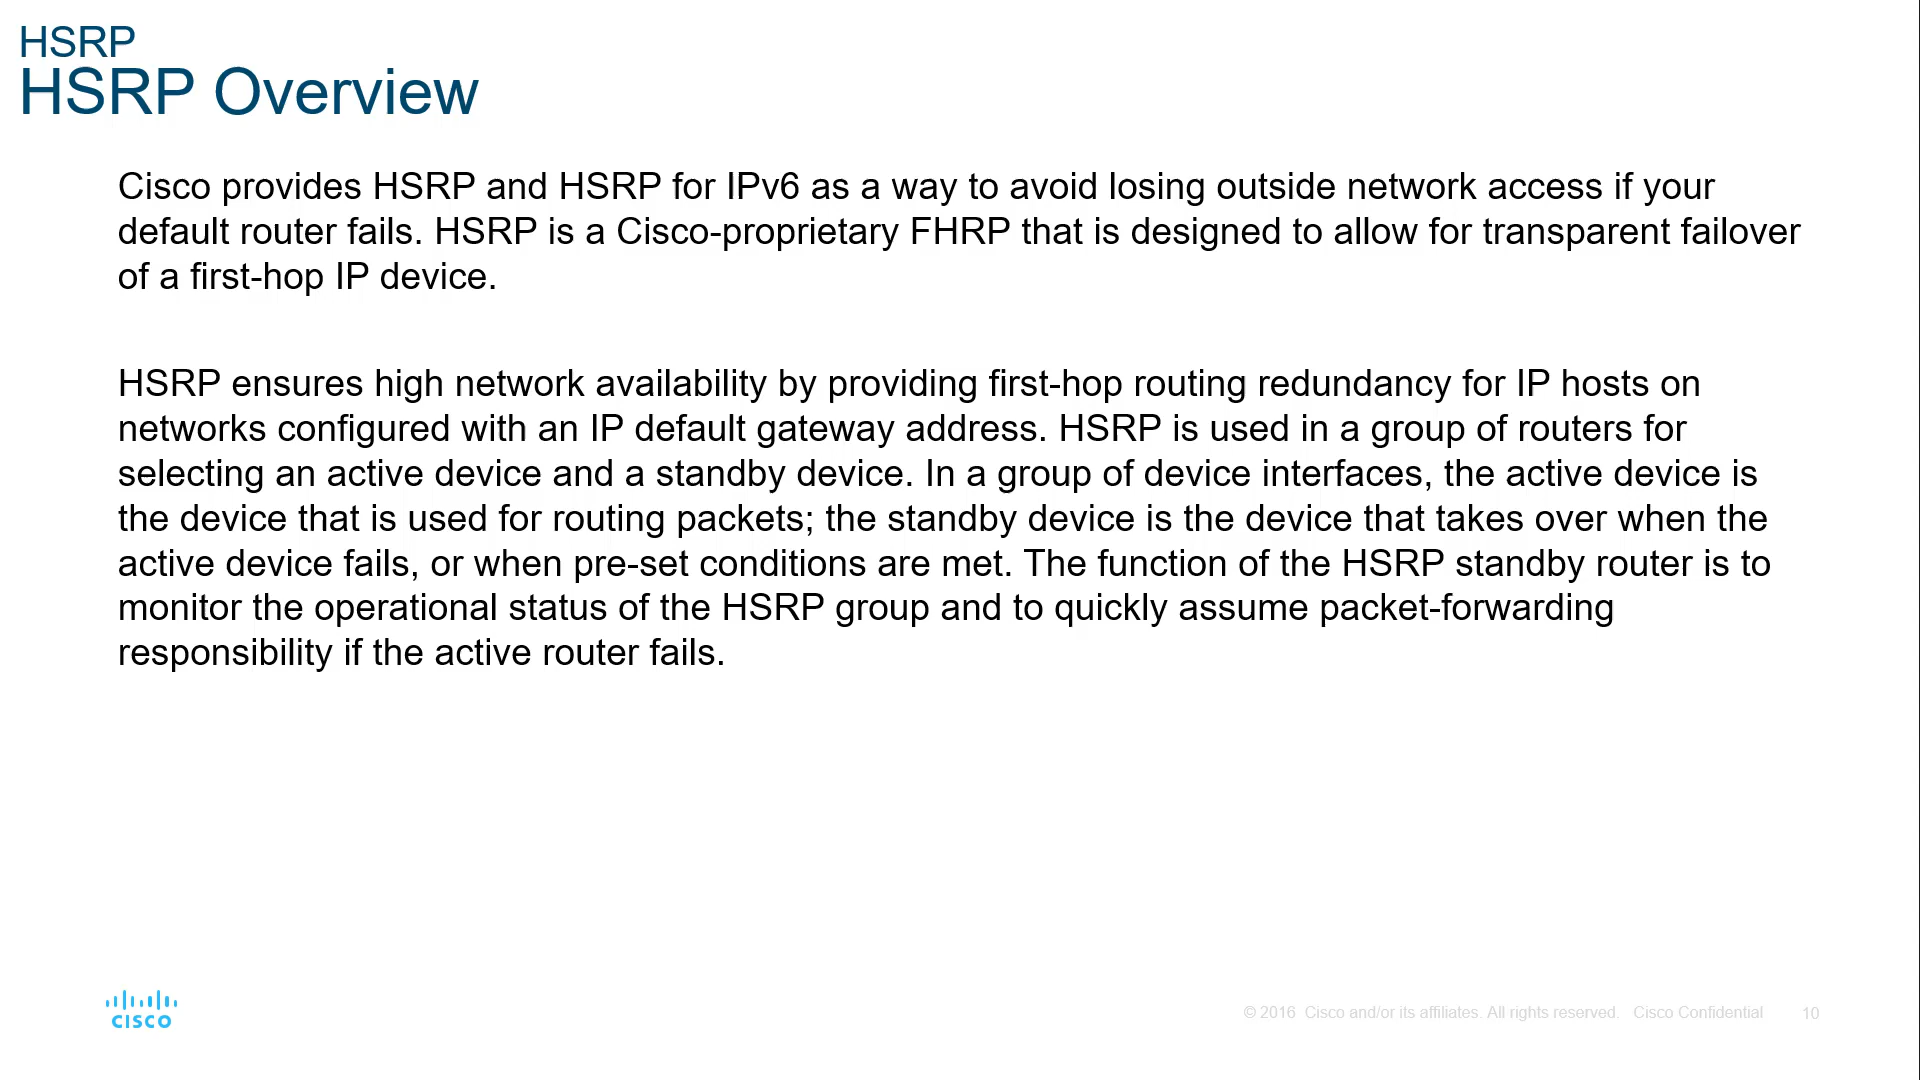 HSRP
HSRP Overview
Cisco provides HSRP and HSRP for IPv6 as a way to avoid losing outside network access if your
default router fails. HSRP is a Cisco-proprietary FHRP that is designed to allow for transparent failover
of a first-hop IP device.
HSRP ensures high network availability by providing first-hop routing redundancy for IP hosts on
networks configured with an IP default gateway address. HSRP is used in a group of routers for
selecting an active device and a standby device. In a group of device interfaces, the active device is
the device that is used for routing packets; the standby device is the device that takes over when the
active device fails, or when pre-set conditions are met. The function of the HSRP standby router is to
monitor the operational status of the HSRP group and to quickly assume packet-forwarding
responsibility if the active router fails.
CISCO
© 2016 Cisco and/or its affiliates. All rights reserved. Cisco Confidential 10